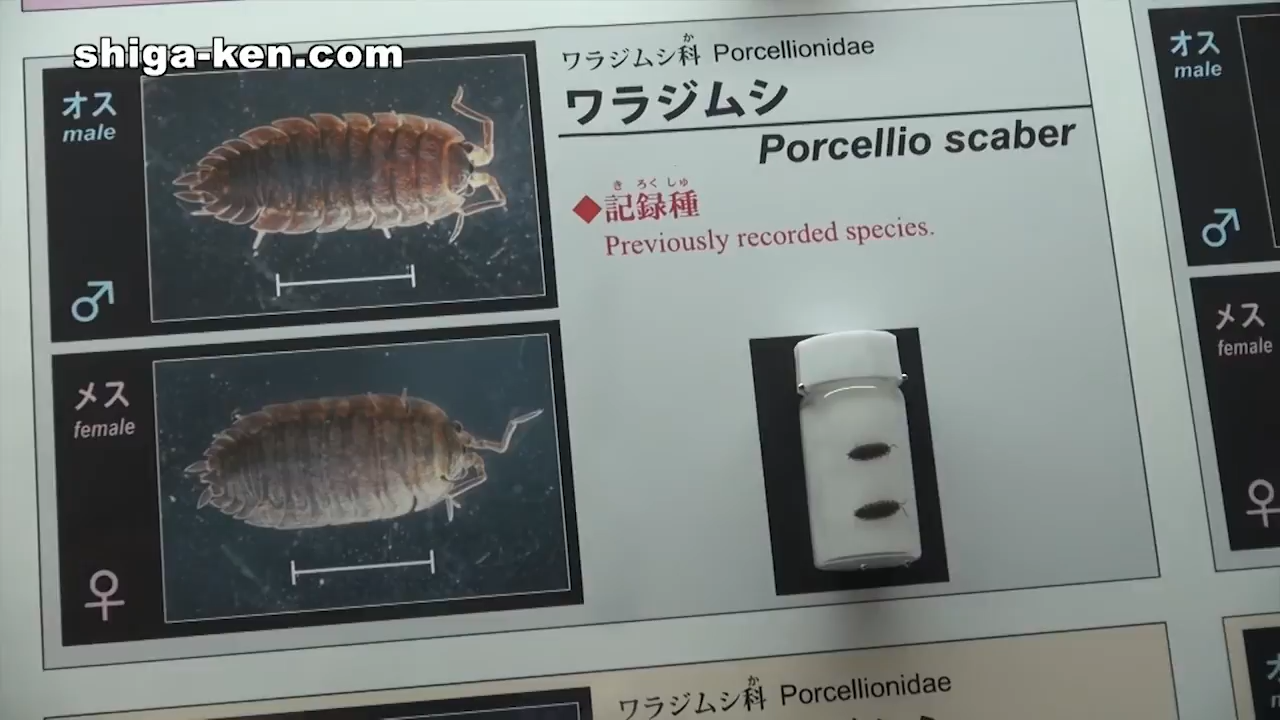 shiga-ken.com
オス
male
♂
メス
female
♀
か
ワラジムシ科 Porcellionidae
ワラジムシ
Porcellio scaber
き ろく しゅ
◆記録種
Previously recorded species.
オス
male
♂
メス
female
♀
か
ワラジムシ科 Porcellionidae